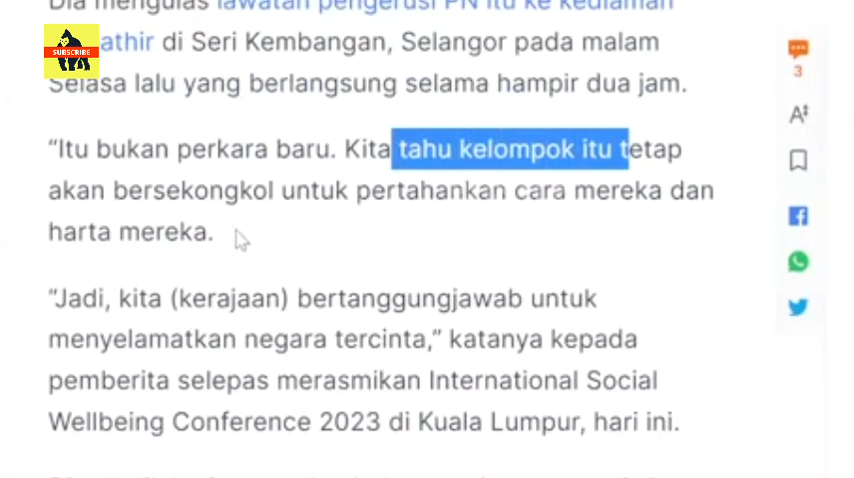 Dia mengulas lawatan pengerusi PN itu ke kediaman
SUBSCRIBE
athir di Seri Kembangan, Selangor pada malam
Selasa lalu yang berlangsung selama hampir dua jam.
3
“Itu bukan perkara baru. Kita tahu kelompok itu tetap
akan bersekongkol untuk pertahankan cara mereka dan
harta mereka.
“Jadi, kita (kerajaan) bertanggungjawab untuk
menyelamatkan negara tercinta,” katanya kepada
pemberita selepas merasmikan International Social
Wellbeing Conference 2023 di Kuala Lumpur, hari ini.